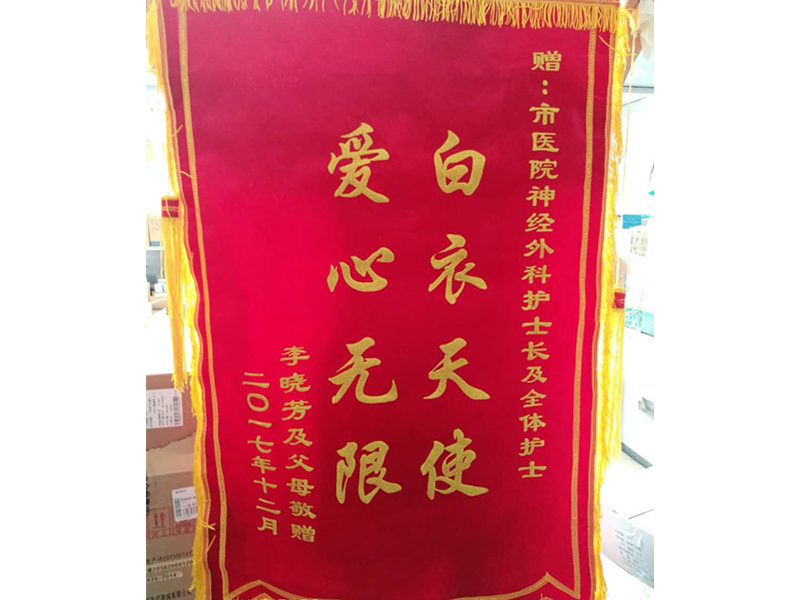 赠：市医院神经外科护士长及全体护士
白衣天使
爱心无限
李晓芳及父母敬赠
二〇一七年十二月